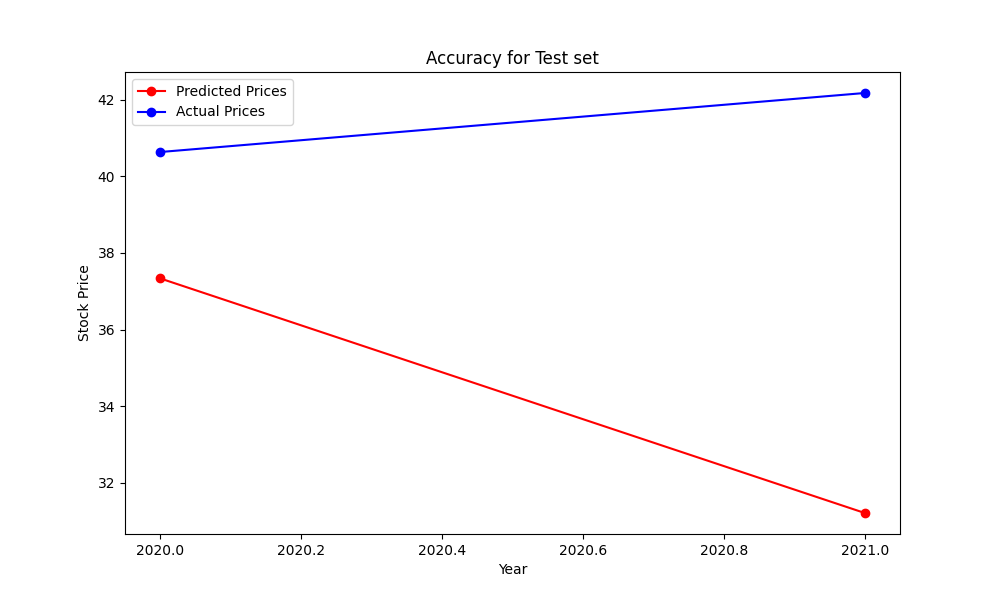 Accuracy for Test set
Predicted Prices
Actual Prices
Stock Price
42
40
38
36
34
32
2020.0 2020.2 2020.4 2020.6 2020.8 2021.0
Year